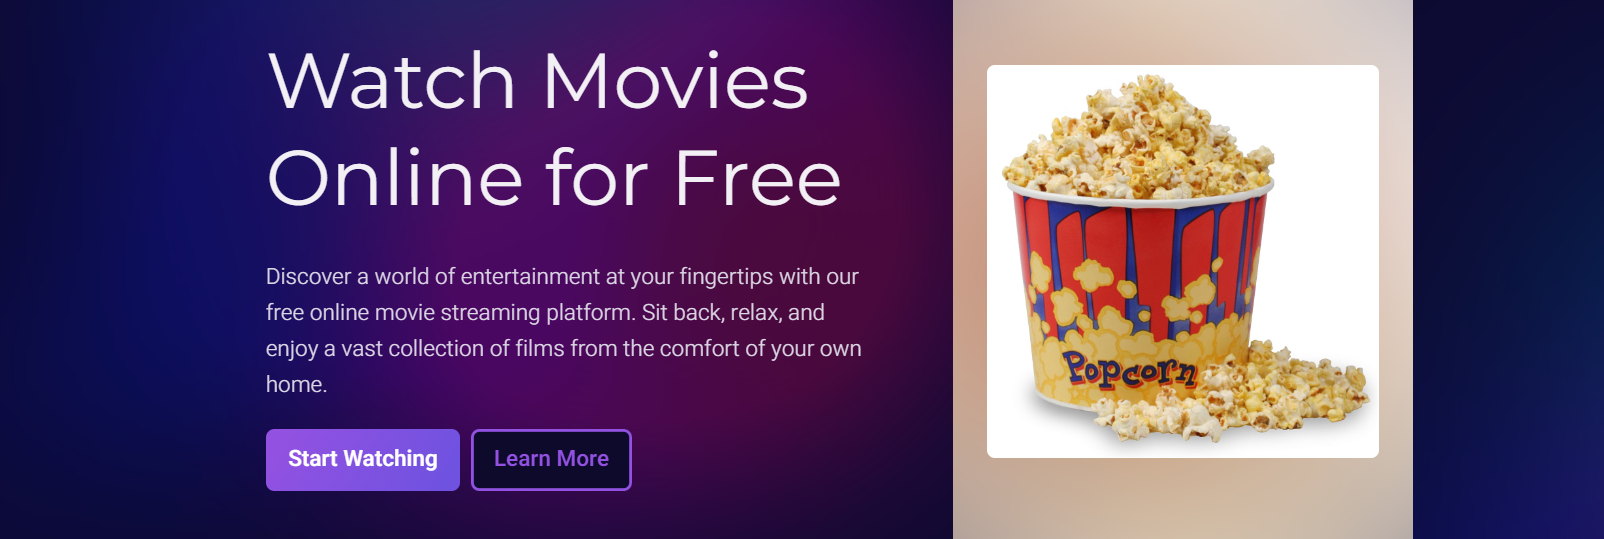 Watch Movies
Online for Free
Discover a world of entertainment at your fingertips with our
free online movie streaming platform. Sit back, relax, and
enjoy a vast collection of films from the comfort of your own
home.
Start Watching
Learn More
Popcorn